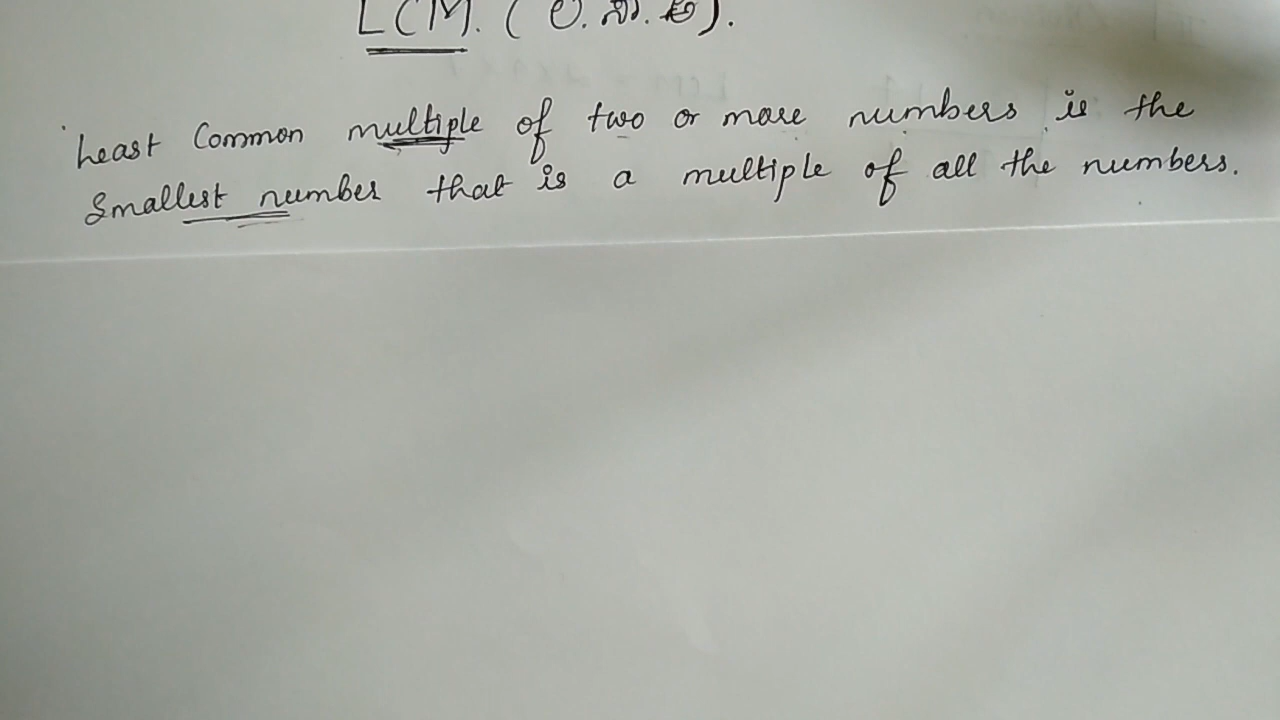 LCM. ( ಲ.ಸಾ.ಅ).
Least Common multiple of two or more numbers is the
Smallest number that is a multiple of all the numbers.